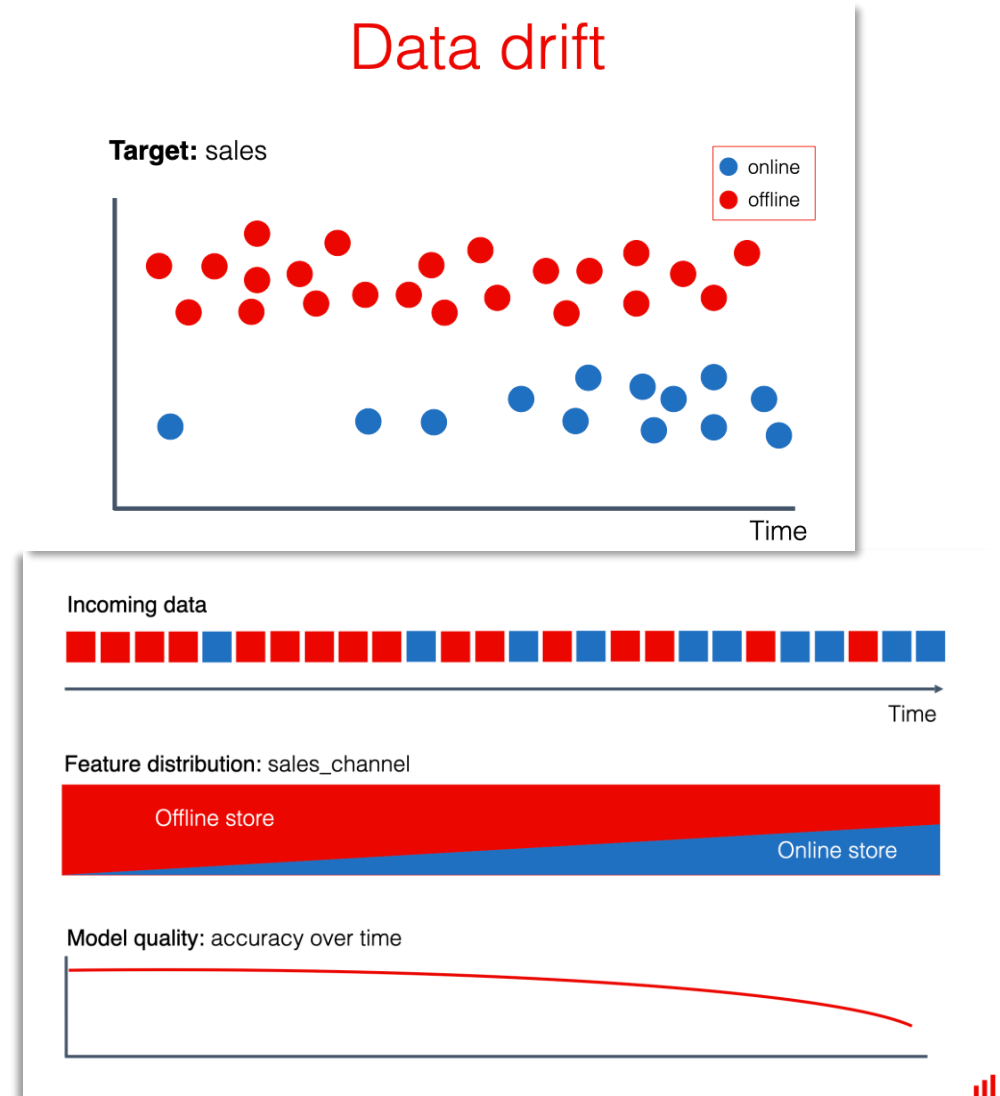 Data drift
Target: sales
online
offline
Time
Incoming data
Time
Feature distribution: sales_channel
Offline store
Online store
Model quality: accuracy over time